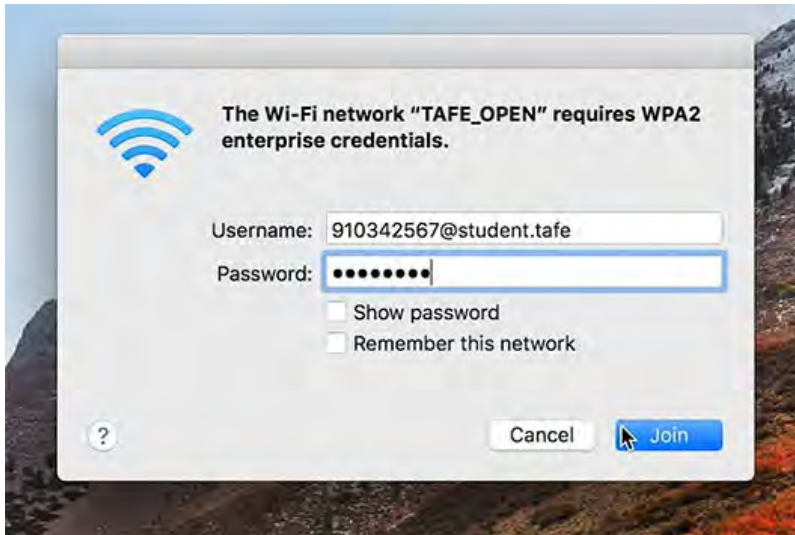 The Wi-Fi network “TAFE_OPEN” requires WPA2
enterprise credentials.
Username: 910342567@student.tafe
Password: ••••••••
Show password
Remember this network
?
Cancel
Join